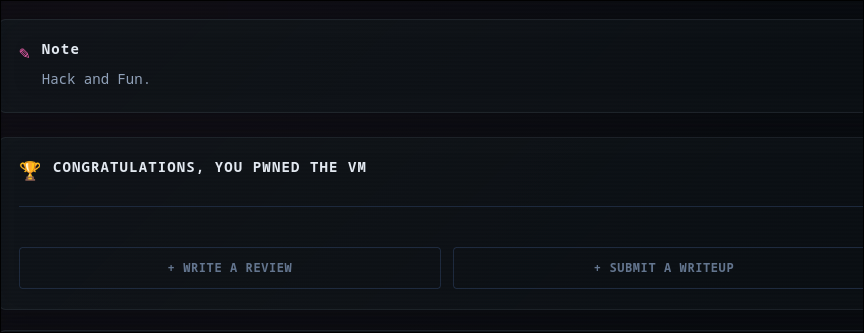 Note
Hack and Fun.
CONGRATULATIONS, YOU PWNED THE VM
+ WRITE A REVIEW
+ SUBMIT A WRITEUP